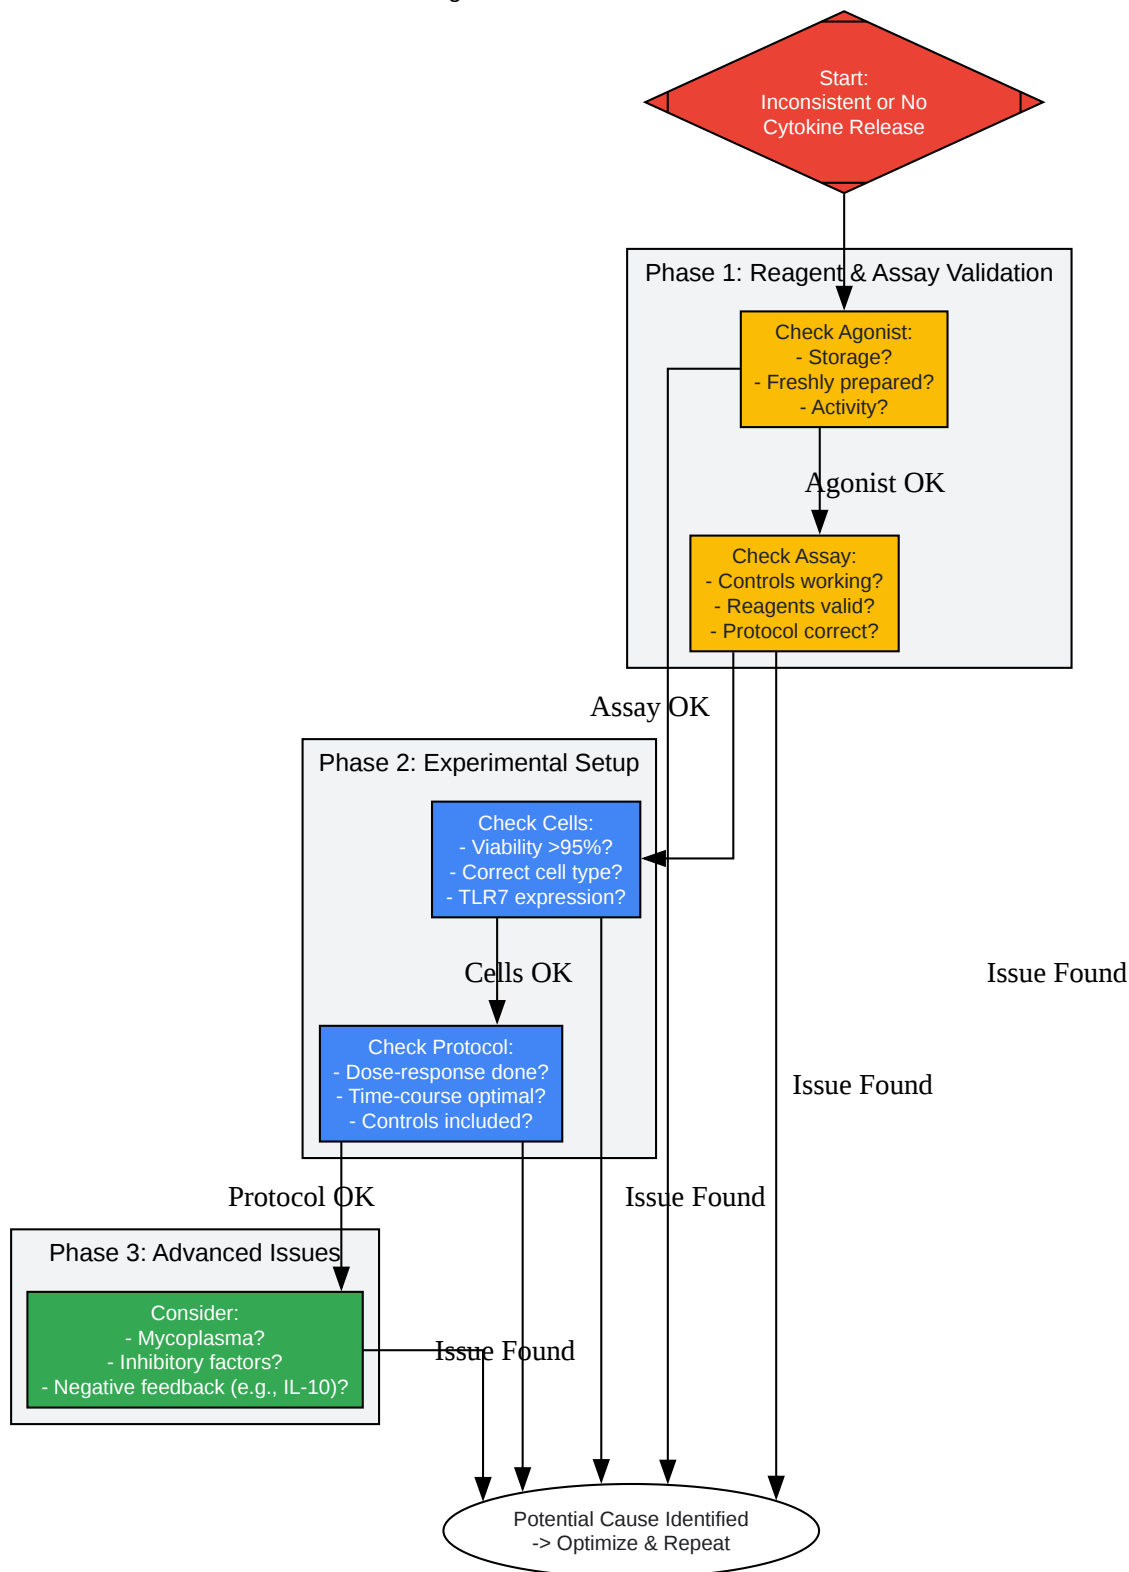 Start:
Inconsistent or No
Cytokine Release
Phase 1: Reagent & Assay Validation
Check Agonist:
- Storage?
- Freshly prepared?
- Activity?
Agonist OK
Check Assay:
- Controls working?
- Reagents valid?
- Protocol correct?
Assay OK
Phase 2: Experimental Setup
Check Cells:
- Viability >95%?
- Correct cell type?
- TLR7 expression?
Cells OK
Issue Found
Check Protocol:
- Dose-response done?
- Time-course optimal?
- Controls included?
Issue Found
Protocol OK
Issue Found
Phase 3: Advanced Issues
Consider:
- Mycoplasma?
- Inhibitory factors?
- Negative feedback (e.g., IL-10)?
Issue Found
Potential Cause Identified
-> Optimize & Repeat